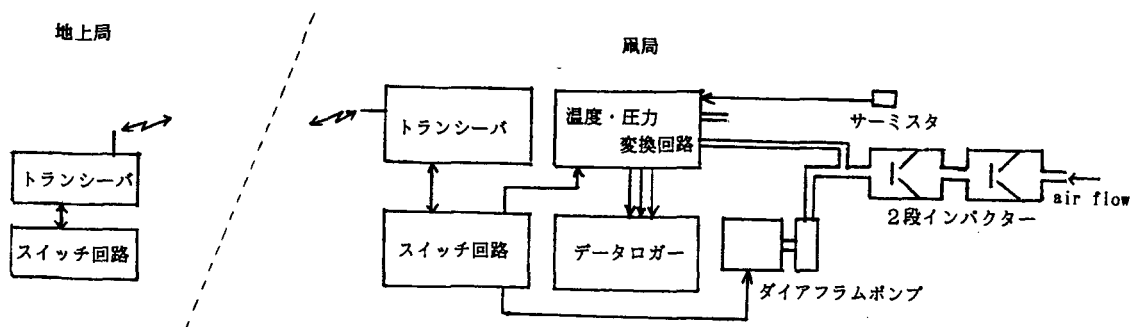 地上局
凧局
トランシーバ
スイッチ回路
トランシーバ
温度・圧力
変換回路
サーミスタ
スイッチ回路
データロガー
ダイアフラムポンプ
2段インパクター
air flow